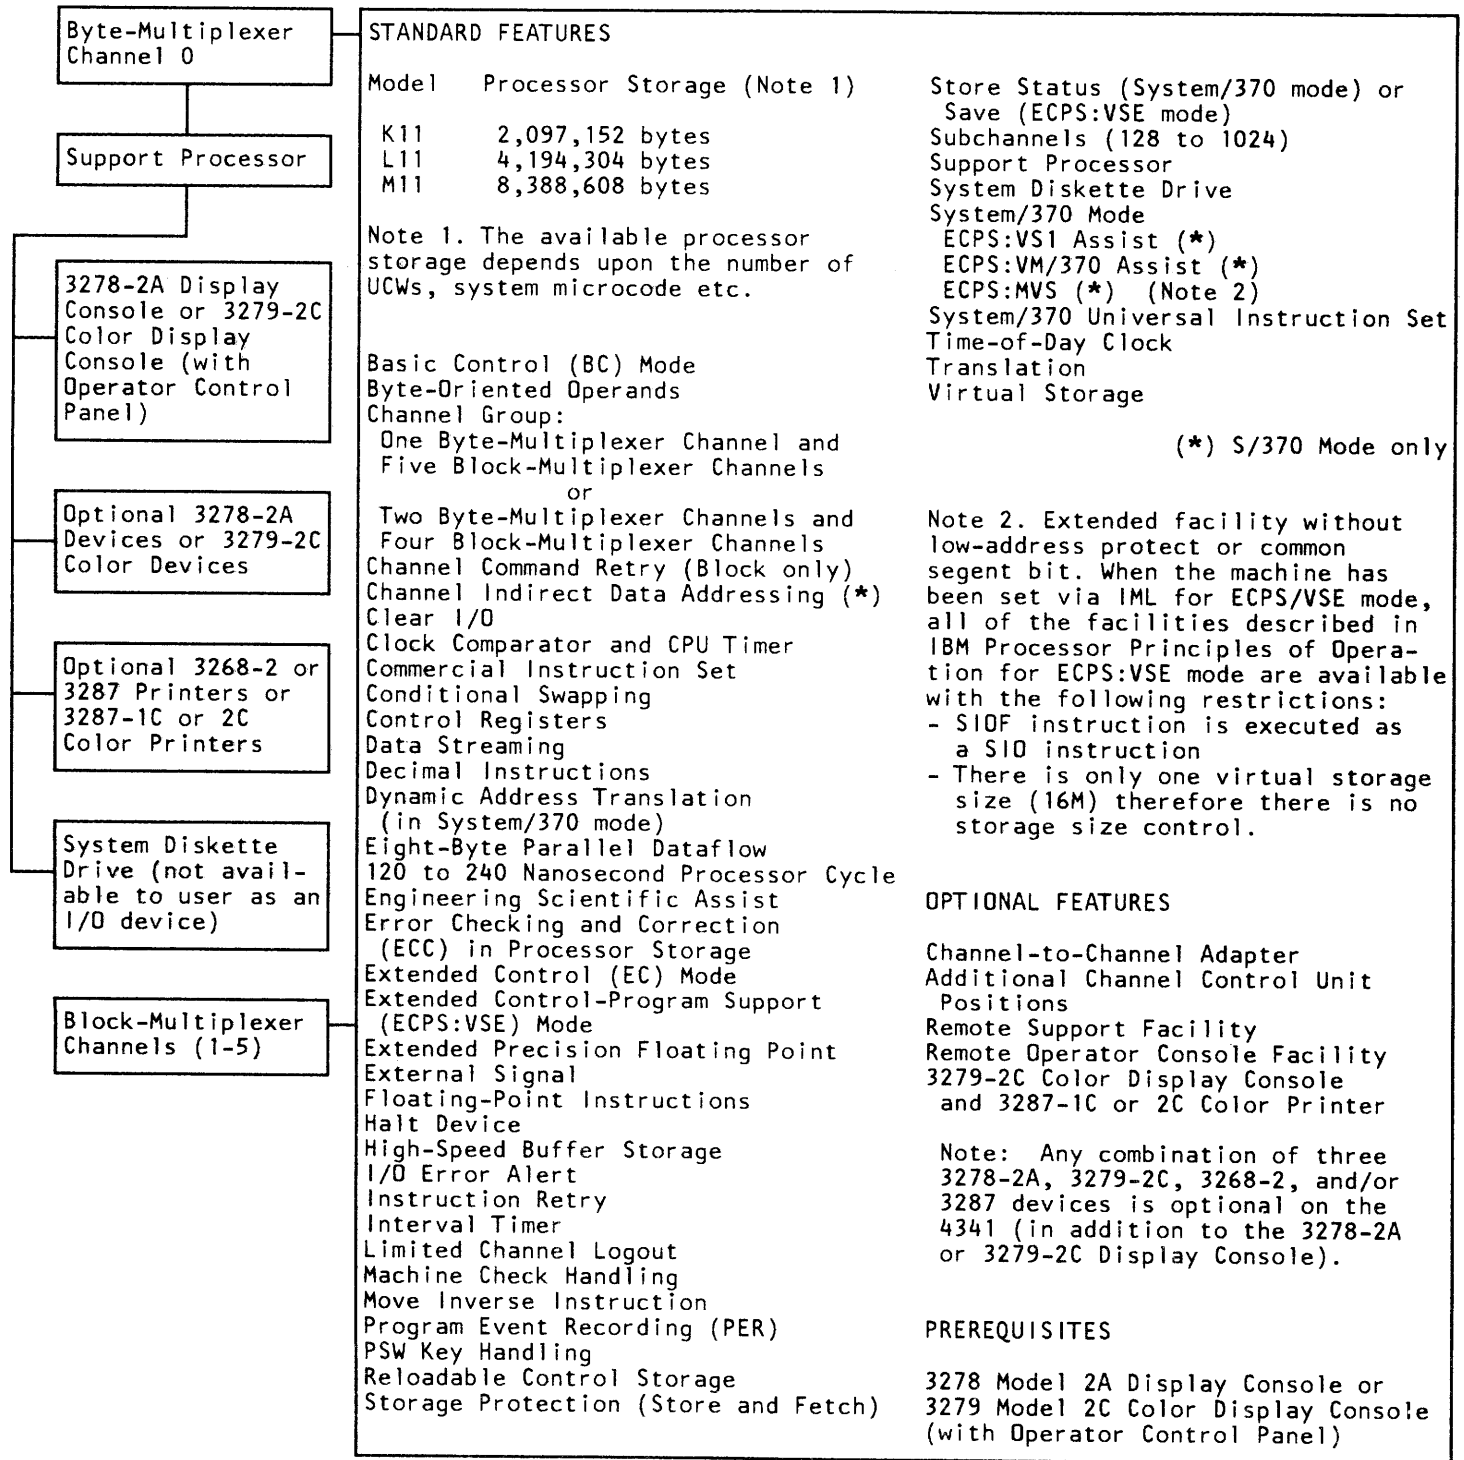 Byte-Multiplexer
Channel 0
Support Processor
3278-2A Display
Console or 3279-2C
Color Display
Console (with
Operator Control
Panel)
Optional 3278-2A
Devices or 3279-2C
Color Devices
Optional 3268-2 or
3287 Printers or
3287-1C or 2C
Color Printers
System Diskette
Drive (not avail-
able to user as an
I/O device)
Block-Multiplexer
Channels (1-5)
STANDARD FEATURES
Model Processor Storage (Note 1)
K11 2,097,152 bytes
L11 4,194,304 bytes
M11 8,388,608 bytes
Note 1. The available processor
storage depends upon the number of
UCWs, system microcode etc.
Basic Control (BC) Mode
Byte-Oriented Operands
Channel Group:
One Byte-Multiplexer Channel and
Five Block-Multiplexer Channels
or
Two Byte-Multiplexer Channels and
Four Block-Multiplexer Channels
Channel Command Retry (Block only)
Channel Indirect Data Addressing (*)
Clear I/O
Clock Comparator and CPU Timer
Commercial Instruction Set
Conditional Swapping
Control Registers
Data Streaming
Decimal Instructions
Dynamic Address Translation
(in System/370 mode)
Eight-Byte Parallel Dataflow
120 to 240 Nanosecond Processor Cycle
Engineering Scientific Assist
Error Checking and Correction
(ECC) in Processor Storage
Extended Control (EC) Mode
Extended Control-Program Support
(ECPS:VSE) Mode
Extended Precision Floating Point
External Signal
Floating-Point Instructions
Halt Device
High-Speed Buffer Storage
I/O Error Alert
Instruction Retry
Interval Timer
Limited Channel Logout
Machine Check Handling
Move Inverse Instruction
Program Event Recording (PER)
PSW Key Handling
Reloadable Control Storage
Storage Protection (Store and Fetch)
Store Status (System/370 mode) or
Save (ECPS:VSE mode)
Subchannels (128 to 1024)
Support Processor
System Diskette Drive
System/370 Mode
ECPS:VS1 Assist (*)
ECPS:VM/370 Assist (*)
ECPS:MVS (*) (Note 2)
System/370 Universal Instruction Set
Time-of-Day Clock
Translation
Virtual Storage
(*) S/370 Mode only
Note 2. Extended facility without
low-address protect or common
segent bit. When the machine has
been set via IML for ECPS/VSE mode,
all of the facilities described in
IBM Processor Principles of Opera-
tion for ECPS:VSE mode are available
with the following restrictions:
- SIOF instruction is executed as
a SIO instruction
- There is only one virtual storage
size (16M) therefore there is no
storage size control.
OPTIONAL FEATURES
Channel-to-Channel Adapter
Additional Channel Control Unit
Positions
Remote Support Facility
Remote Operator Console Facility
3279-2C Color Display Console
and 3287-1C or 2C Color Printer
Note: Any combination of three
3278-2A, 3279-2C, 3268-2, and/or
3287 devices is optional on the
4341 (in addition to the 3278-2A
or 3279-2C Display Console).
PREREQUISITES
3278 Model 2A Display Console or
3279 Model 2C Color Display Console
(with Operator Control Panel)